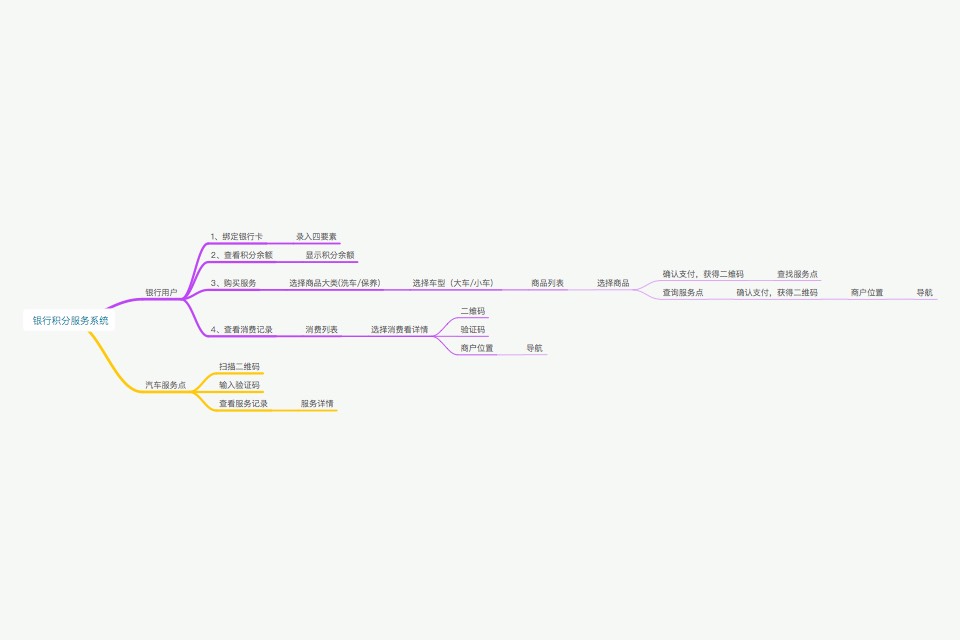 银行积分服务系统
银行用户
1、绑定银行卡
录入四要素
2、查看积分余额
显示积分余额
3、购买服务
选择商品大类(洗车/保养)
选择车型（大车/小车）
商品列表
选择商品
确认支付，获得二维码
查找服务点
查询服务点
确认支付，获得二维码
商户位置
导航
4、查看消费记录
消费列表
选择消费看详情
二维码
验证码
商户位置
导航
汽车服务点
扫描二维码
输入验证码
查看服务记录
服务详情